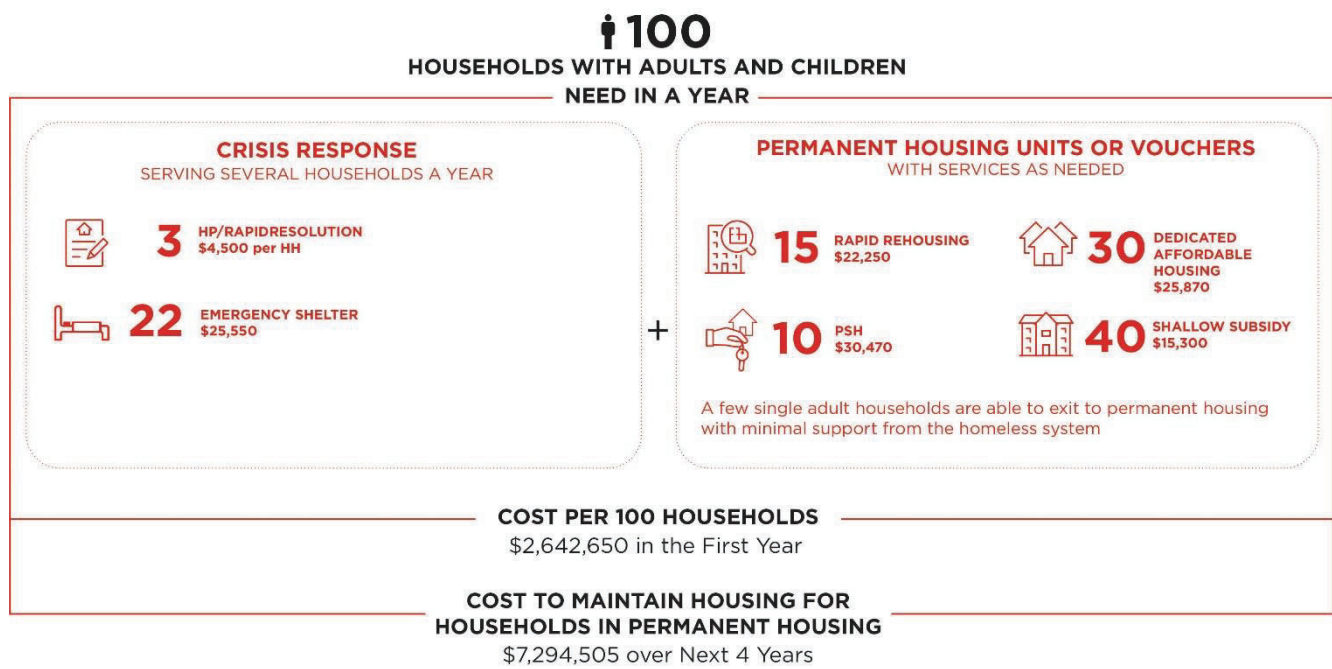 100
HOUSEHOLDS WITH ADULTS AND CHILDREN
NEED IN A YEAR
CRISIS RESPONSE
SERVING SEVERAL HOUSEHOLDS A YEAR
3
HP/RAPIDRESOLUTION
$4,500 per HH
22
EMERGENCY SHELTER
$25,550
+
PERMANENT HOUSING UNITS OR VOUCHERS
WITH SERVICES AS NEEDED
15
RAPID REHOUSING
$22,250
30
DEDICATED
AFFORDABLE
HOUSING
$25,870
10
PSH
$30,470
40
SHALLOW SUBSIDY
$15,300
A few single adult households are able to exit to permanent housing
with minimal support from the homeless system
COST PER 100 HOUSEHOLDS
$2,642,650 in the First Year
COST TO MAINTAIN HOUSING FOR
HOUSEHOLDS IN PERMANENT HOUSING
$7,294,505 over Next 4 Years